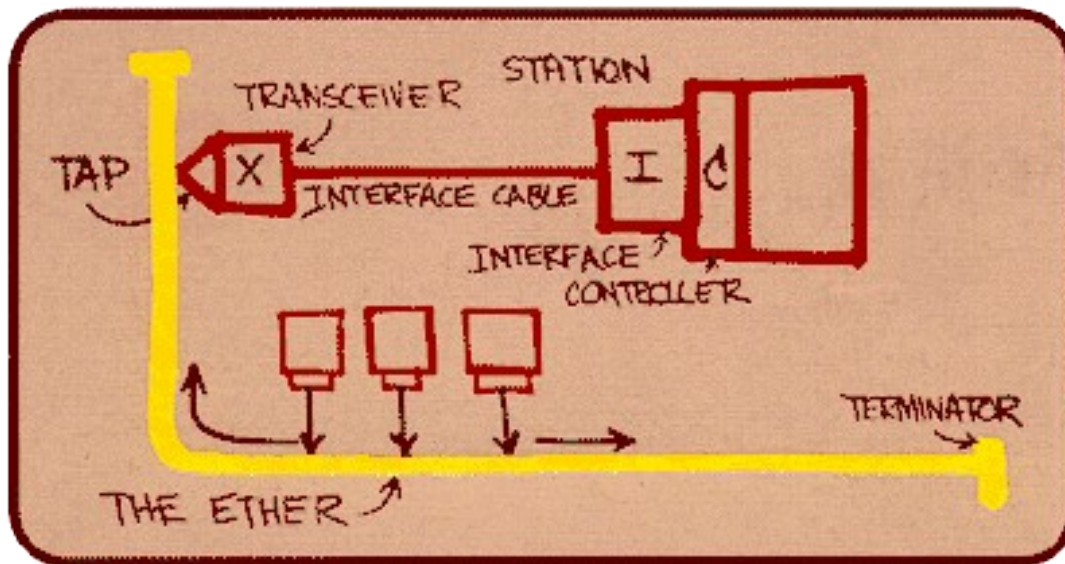 STATION
TRANSCEIVER
TAP
X
I
C
INTERFACE CABLE
INTERFACE
CONTROLLER
TERMINATOR
THE ETHER